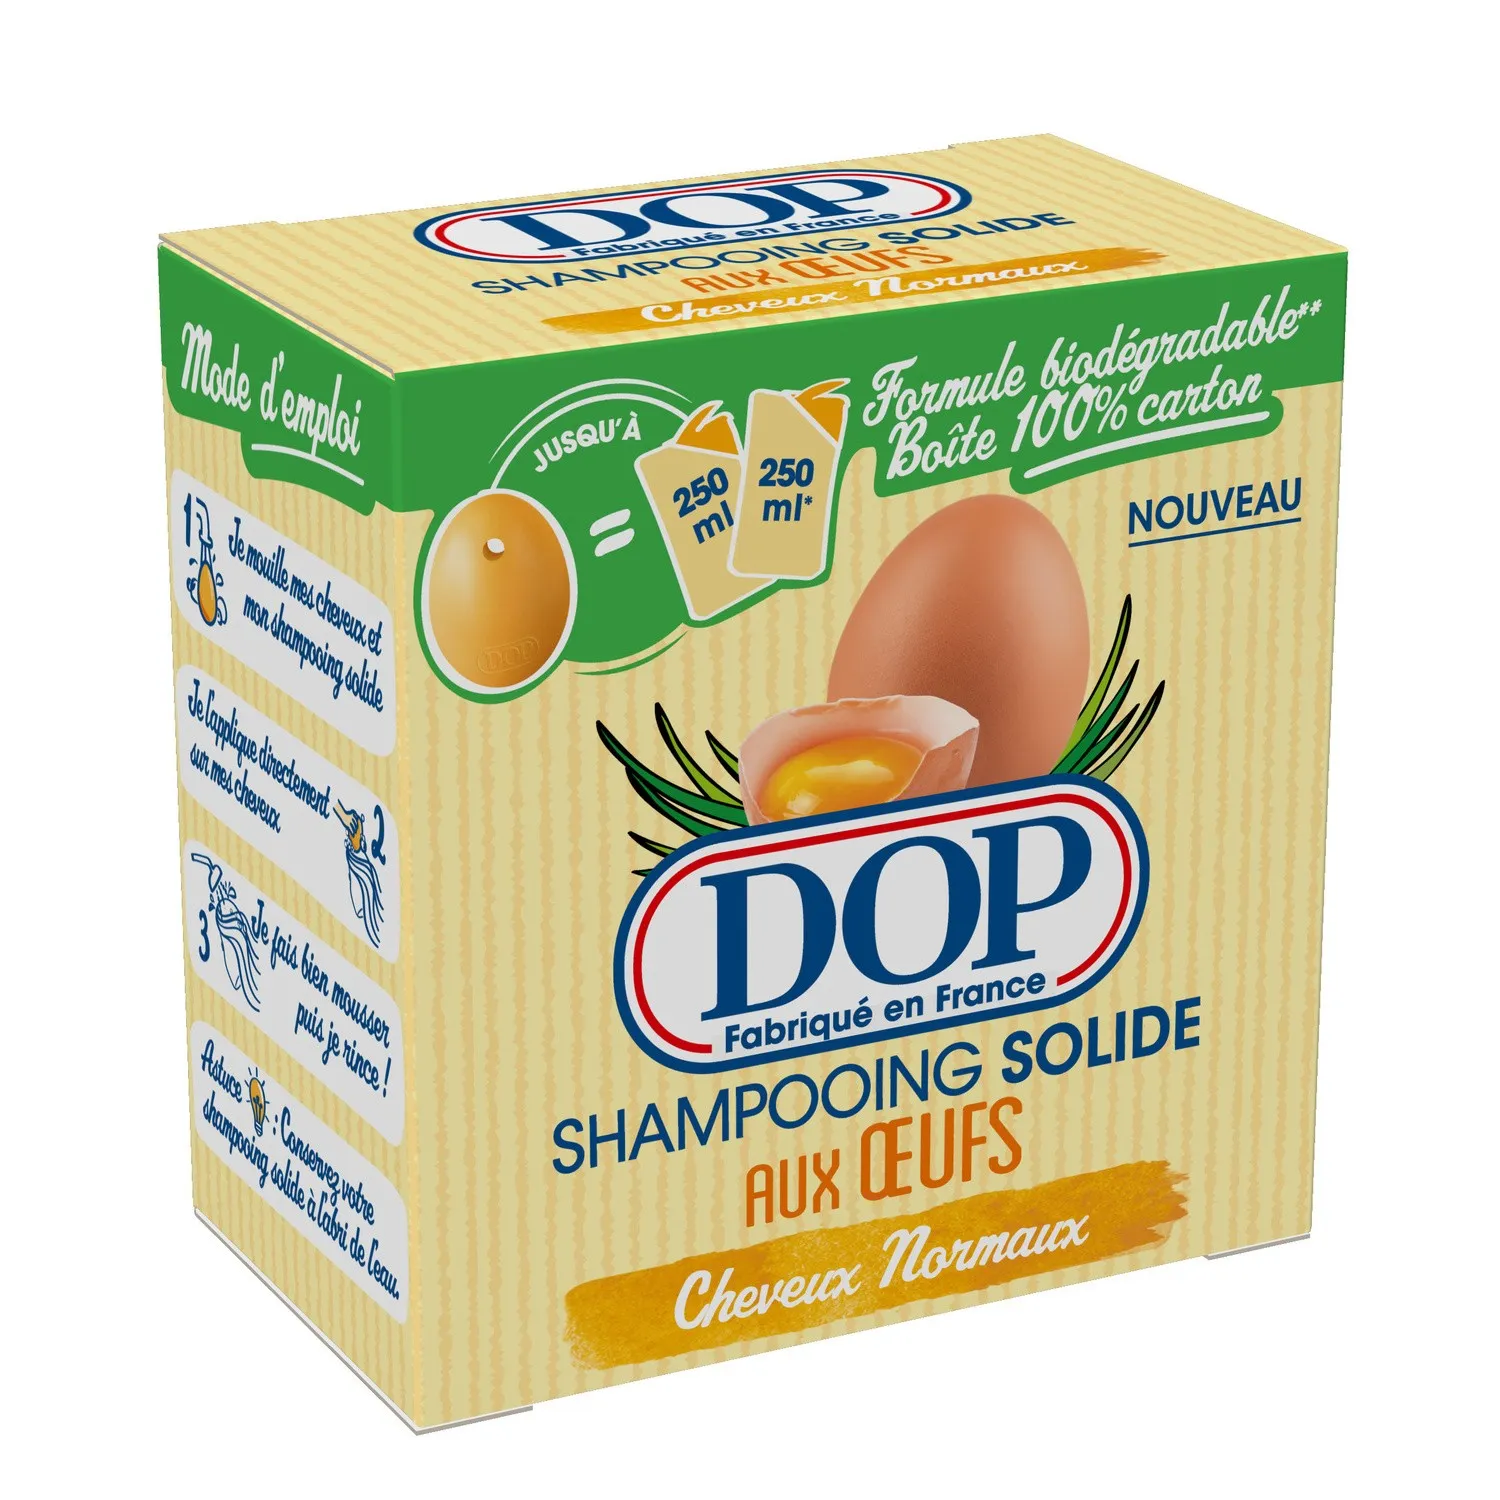 DOP
Fabriqué en France
SHAMPOOING SOLIDE
AUX ŒUFS
Cheveux Normaux
Mode d'emploi
1 Je mouille mes cheveux et
mon shampooing solide
Je l'applique directement
sur mes cheveux
2
3
Je fais bien mousser
puis je rince !
Astuce : Conservez votre
shampooing solide à l'abri de l'eau.
JUSQU'À
DOP
=
250
ml
250
ml*
Formule biodégradable**
Boîte 100% carton
NOUVEAU
DOP
Fabriqué en France
SHAMPOOING SOLIDE
AUX ŒUFS
Cheveux Normaux